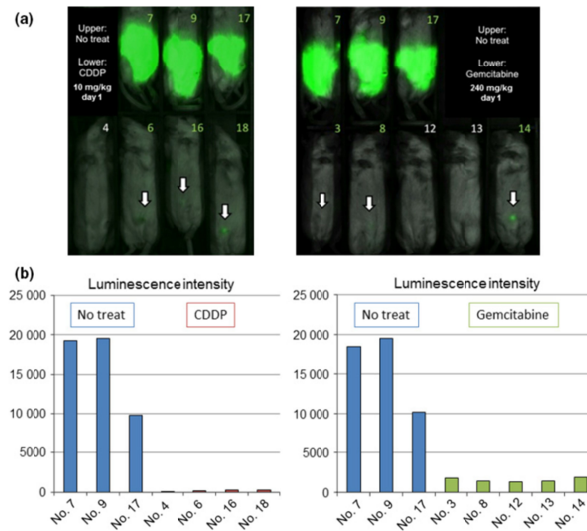 (a)
Upper:
No treat
Lower:
CDDP
10 mg/kg
day 1
7
9
17
4
6
16
18
Upper:
No treat
Lower:
Gemcitabine
240 mg/kg
day 1
7
9
17
3
8
12
13
14
(b)
Luminescence intensity
25 000
20 000
15 000
10 000
5000
0
No treat
CDDP
No. 7
No. 9
No. 17
No. 4
No. 6
No. 16
No. 18
Luminescence intensity
25 000
20 000
15 000
10 000
5000
0
No treat
Gemcitabine
No. 7
No. 9
No. 17
No. 3
No. 8
No. 12
No. 13
No. 14